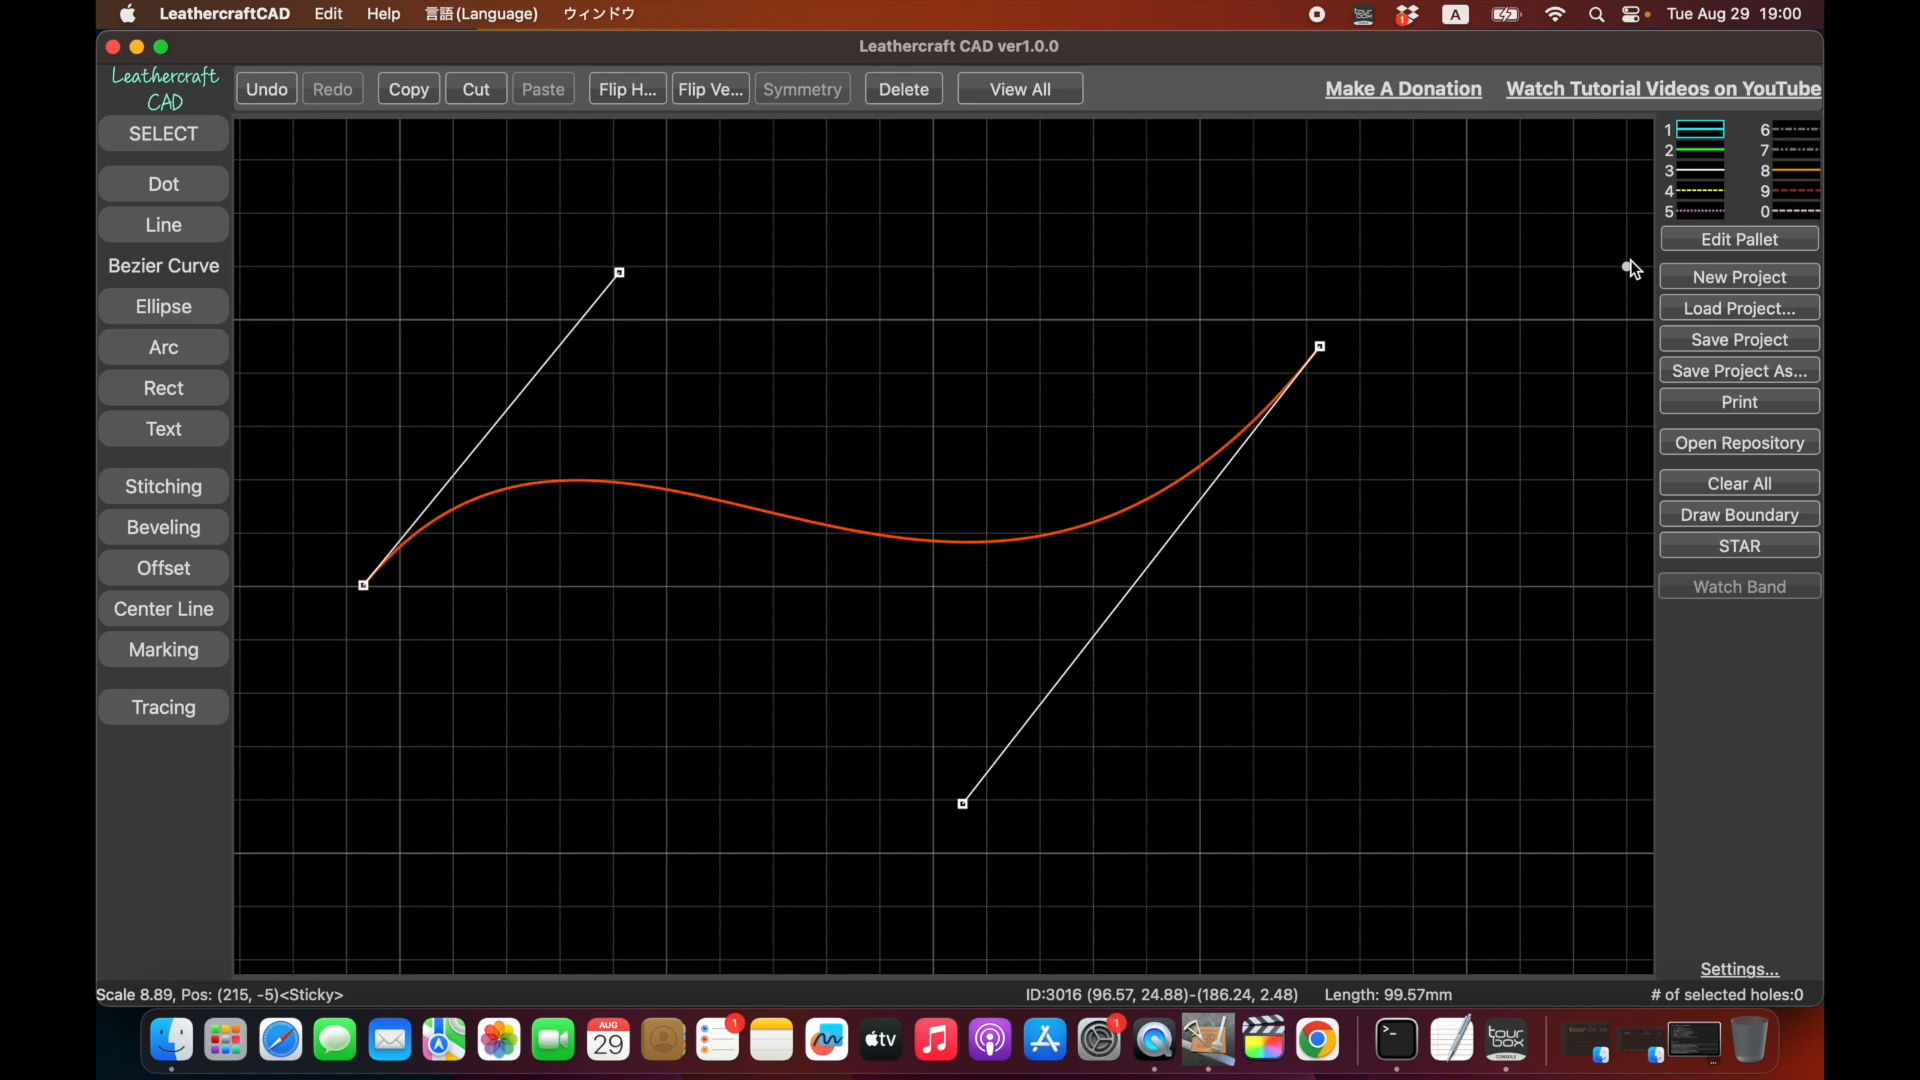 LeathercraftCAD Edit Help 言語(Language) ウィンドウ A Tue Aug 29 19:00
Leathercraft CAD ver1.0.0
Leathercraft
CAD
Undo Redo Copy Cut Paste Flip H... Flip Ve... Symmetry Delete View All Make A Donation Watch Tutorial Videos on YouTube
SELECT
Dot
Line
Bezier Curve
Ellipse
Arc
Rect
Text
Stitching
Beveling
Offset
Center Line
Marking
Tracing
1 6
2 7
3 8
4 9
5 0
Edit Pallet
New Project
Load Project...
Save Project
Save Project As...
Print
Open Repository
Clear All
Draw Boundary
STAR
Watch Band
Settings...
Scale 8.89, Pos: (215, -5)<Sticky> ID:3016 (96.57, 24.88)-(186.24, 2.48) Length: 99.57mm # of selected holes:0
AUG
29
1
tv
1
tour
box
CONSOLE